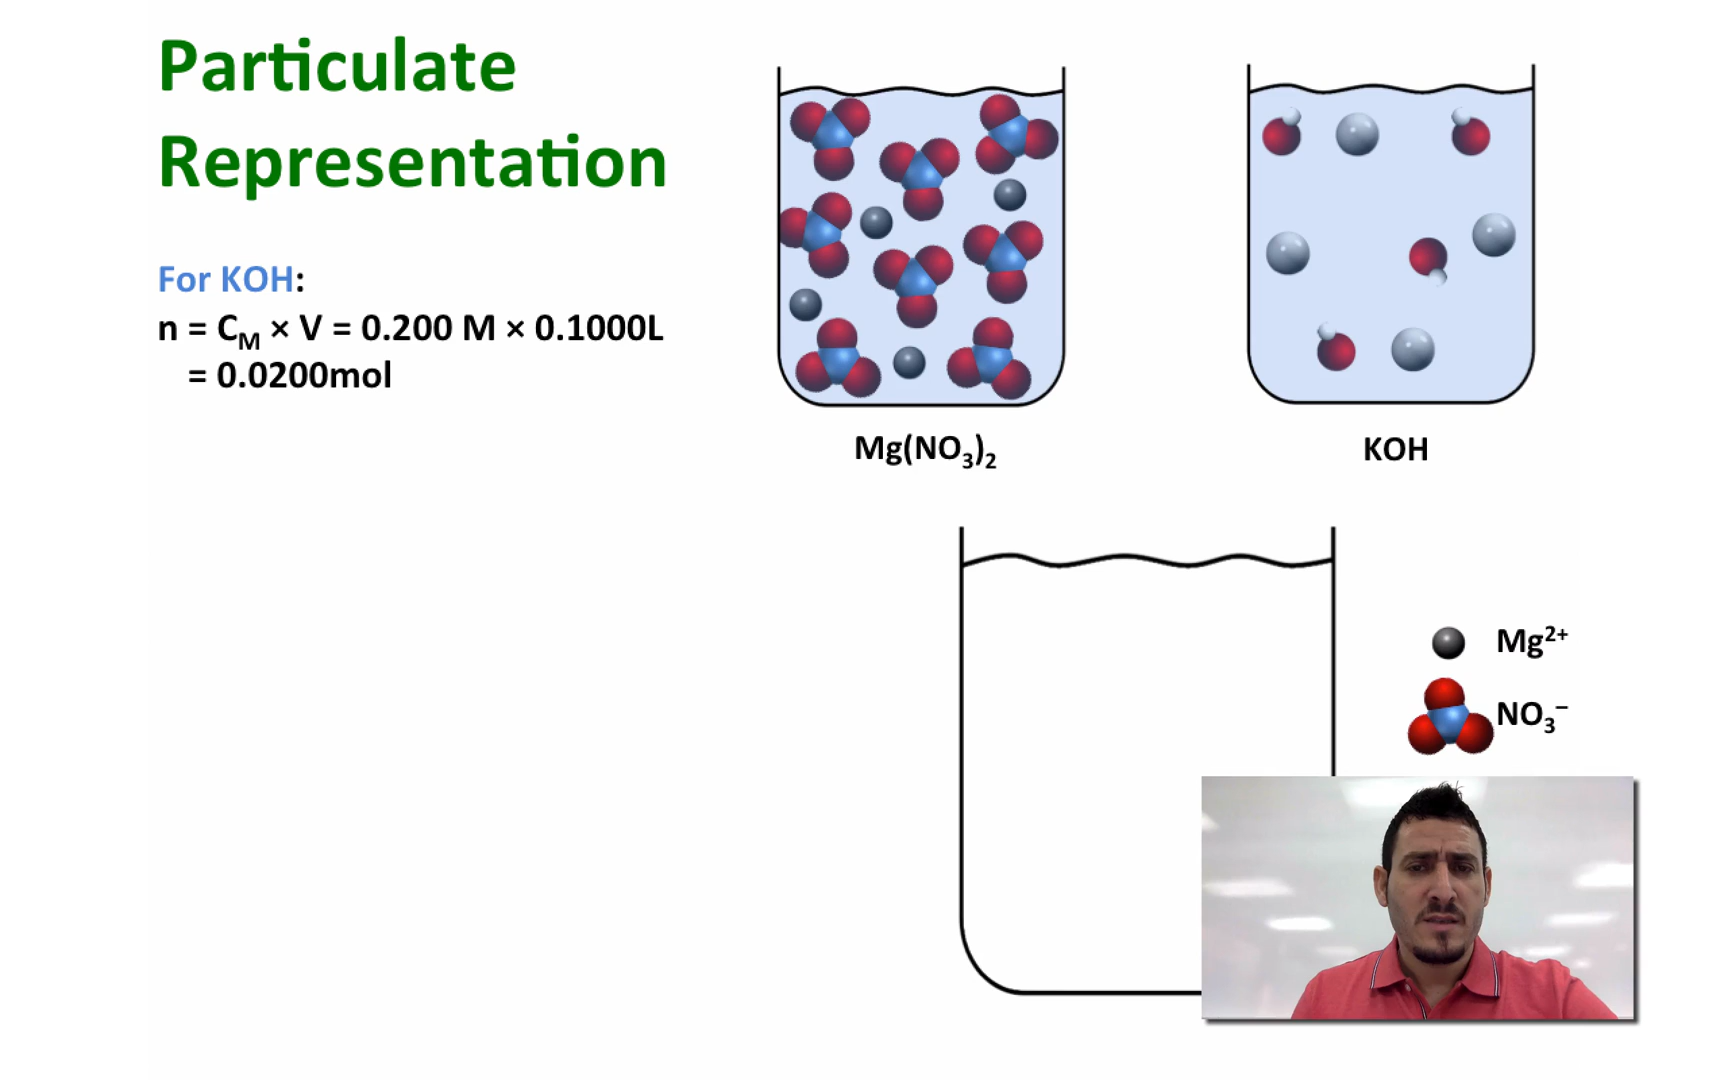 Particulate
Representation
For KOH:
n = C_M × V = 0.200 M × 0.1000L
= 0.0200mol
Mg(NO₃)₂
KOH
Mg²⁺
NO₃⁻